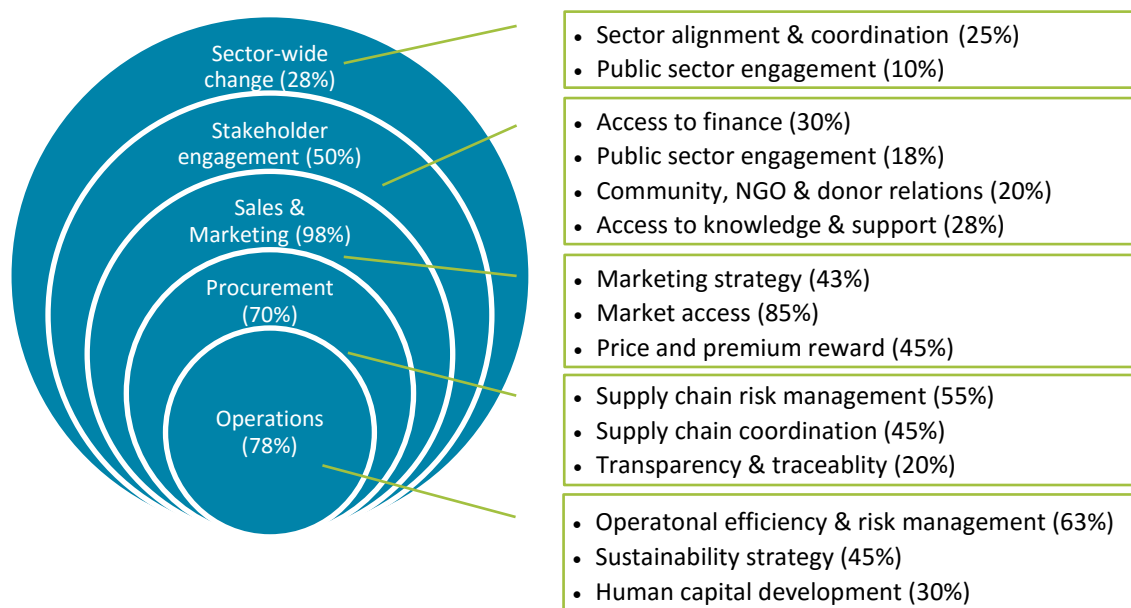 Sector-wide
change (28%)
Stakeholder
engagement (50%)
Sales &
Marketing (98%)
Procurement
(70%)
Operations
(78%)
• Sector alignment & coordination (25%)
• Public sector engagement (10%)
• Access to finance (30%)
• Public sector engagement (18%)
• Community, NGO & donor relations (20%)
• Access to knowledge & support (28%)
• Marketing strategy (43%)
• Market access (85%)
• Price and premium reward (45%)
• Supply chain risk management (55%)
• Supply chain coordination (45%)
• Transparency & traceablity (20%)
• Operatonal efficiency & risk management (63%)
• Sustainability strategy (45%)
• Human capital development (30%)